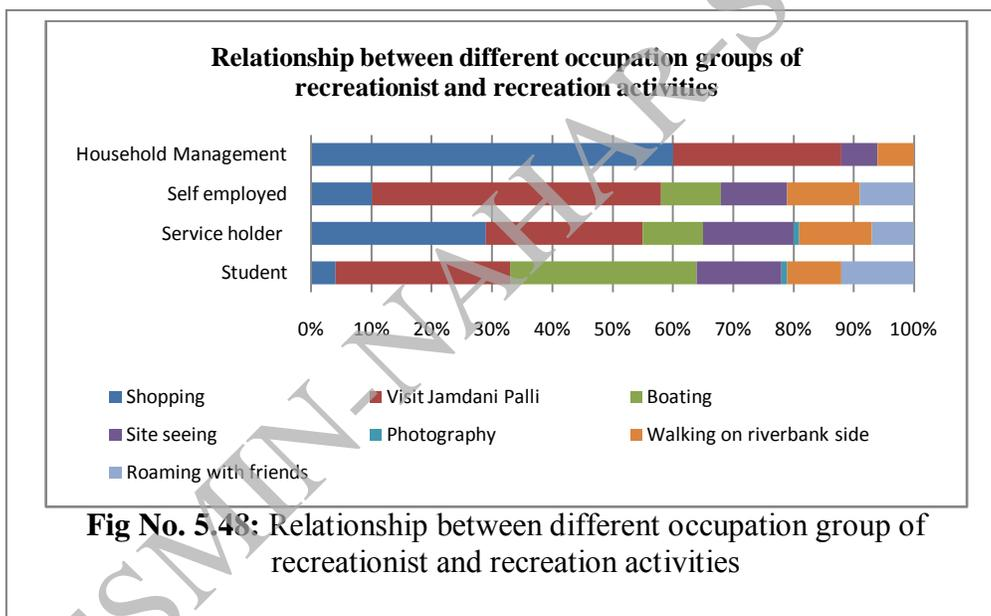 Relationship between different occupation groups of
recreationist and recreation activities
Household Management
Self employed
Service holder
Student
0% 10% 20% 30% 40% 50% 60% 70% 80% 90% 100%
Shopping Visit Jamdani Palli Boating
Site seeing Photography Walking on riverbank side
Roaming with friends
Fig No. 5.48: Relationship between different occupation group of
recreationist and recreation activities